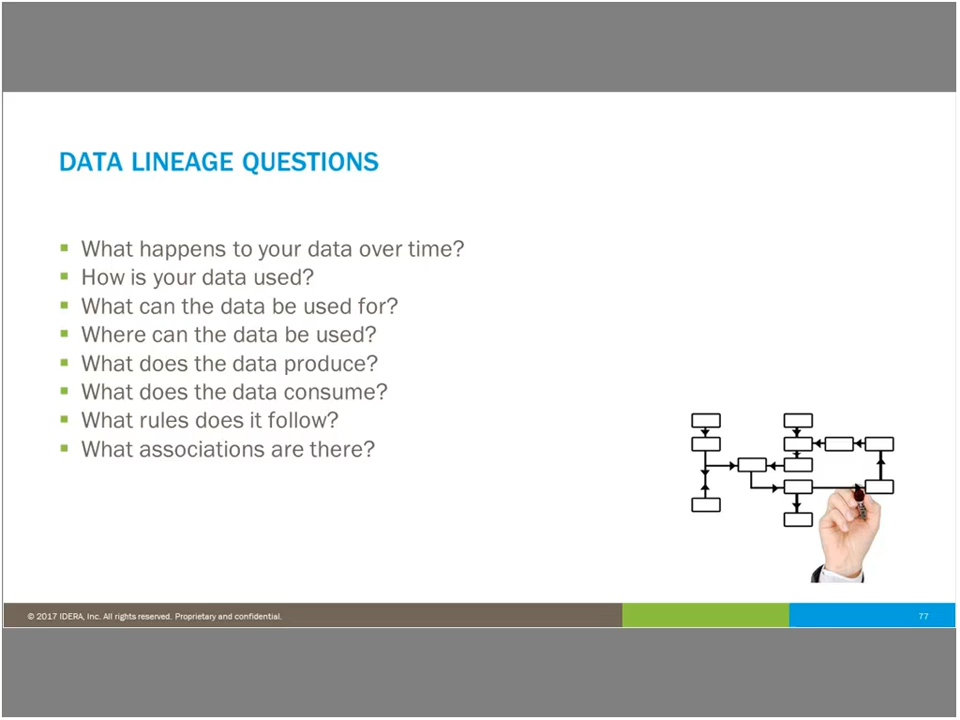 DATA LINEAGE QUESTIONS
What happens to your data over time?
How is your data used?
What can the data be used for?
Where can the data be used?
What does the data produce?
What does the data consume?
What rules does it follow?
What associations are there?
© 2017 IDERA, Inc. All rights reserved. Proprietary and confidential.
77